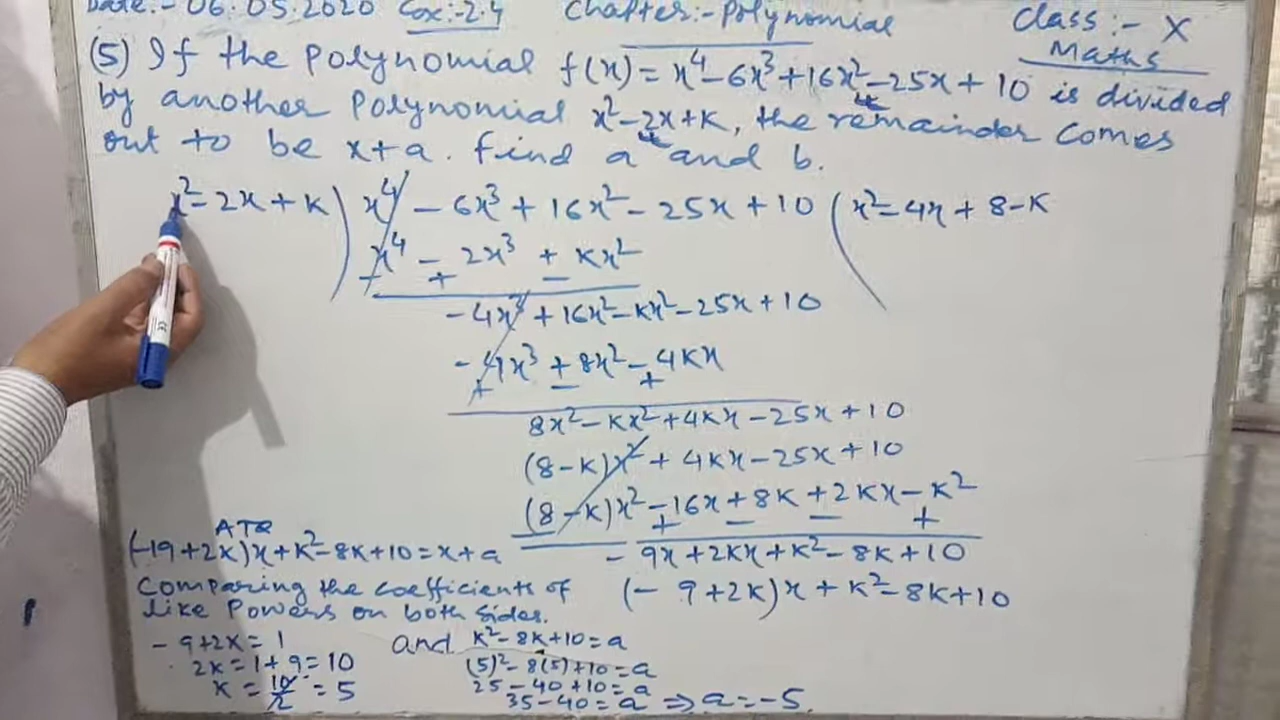 Date:- 06.05.2020 Ex:-2.4 Chapter:- Polynomial Class:- X
Maths
(5) If the Polynomial f(x) = x⁴-6x³+16x²-25x+10 is divided
by another Polynomial x²-2x+K, the remainder comes
out to be x+a. find a and b.
x²-2x+K) x⁴ - 6x³ + 16x² - 25x + 10 (x²-4x + 8-K
x⁴ - 2x³ + Kx²
- + -
-4x³ + 16x² - Kx² - 25x + 10
- 4x³ + 8x² - 4Kx
+ - +
8x² - Kx² + 4Kx - 25x + 10
(8-K)x² + 4Kx - 25x + 10
(8-K)x² - 16x + 8K + 2Kx - K²
- + - - +
- 9x + 2Kx + K² - 8K + 10
(- 9+2K)x + K²-8K+10
ATQ
(-19+2K)x + K²-8K+10 = x+a
Comparing the coefficients of
like Powers on both sides.
- 9+2K = 1 and K²-8K+10 = a
2K = 1+9 = 10 (5)²-8(5)+10 = a
K = 10/2 = 5 25-40+10 = a
35-40 = a ⇒ a = -5